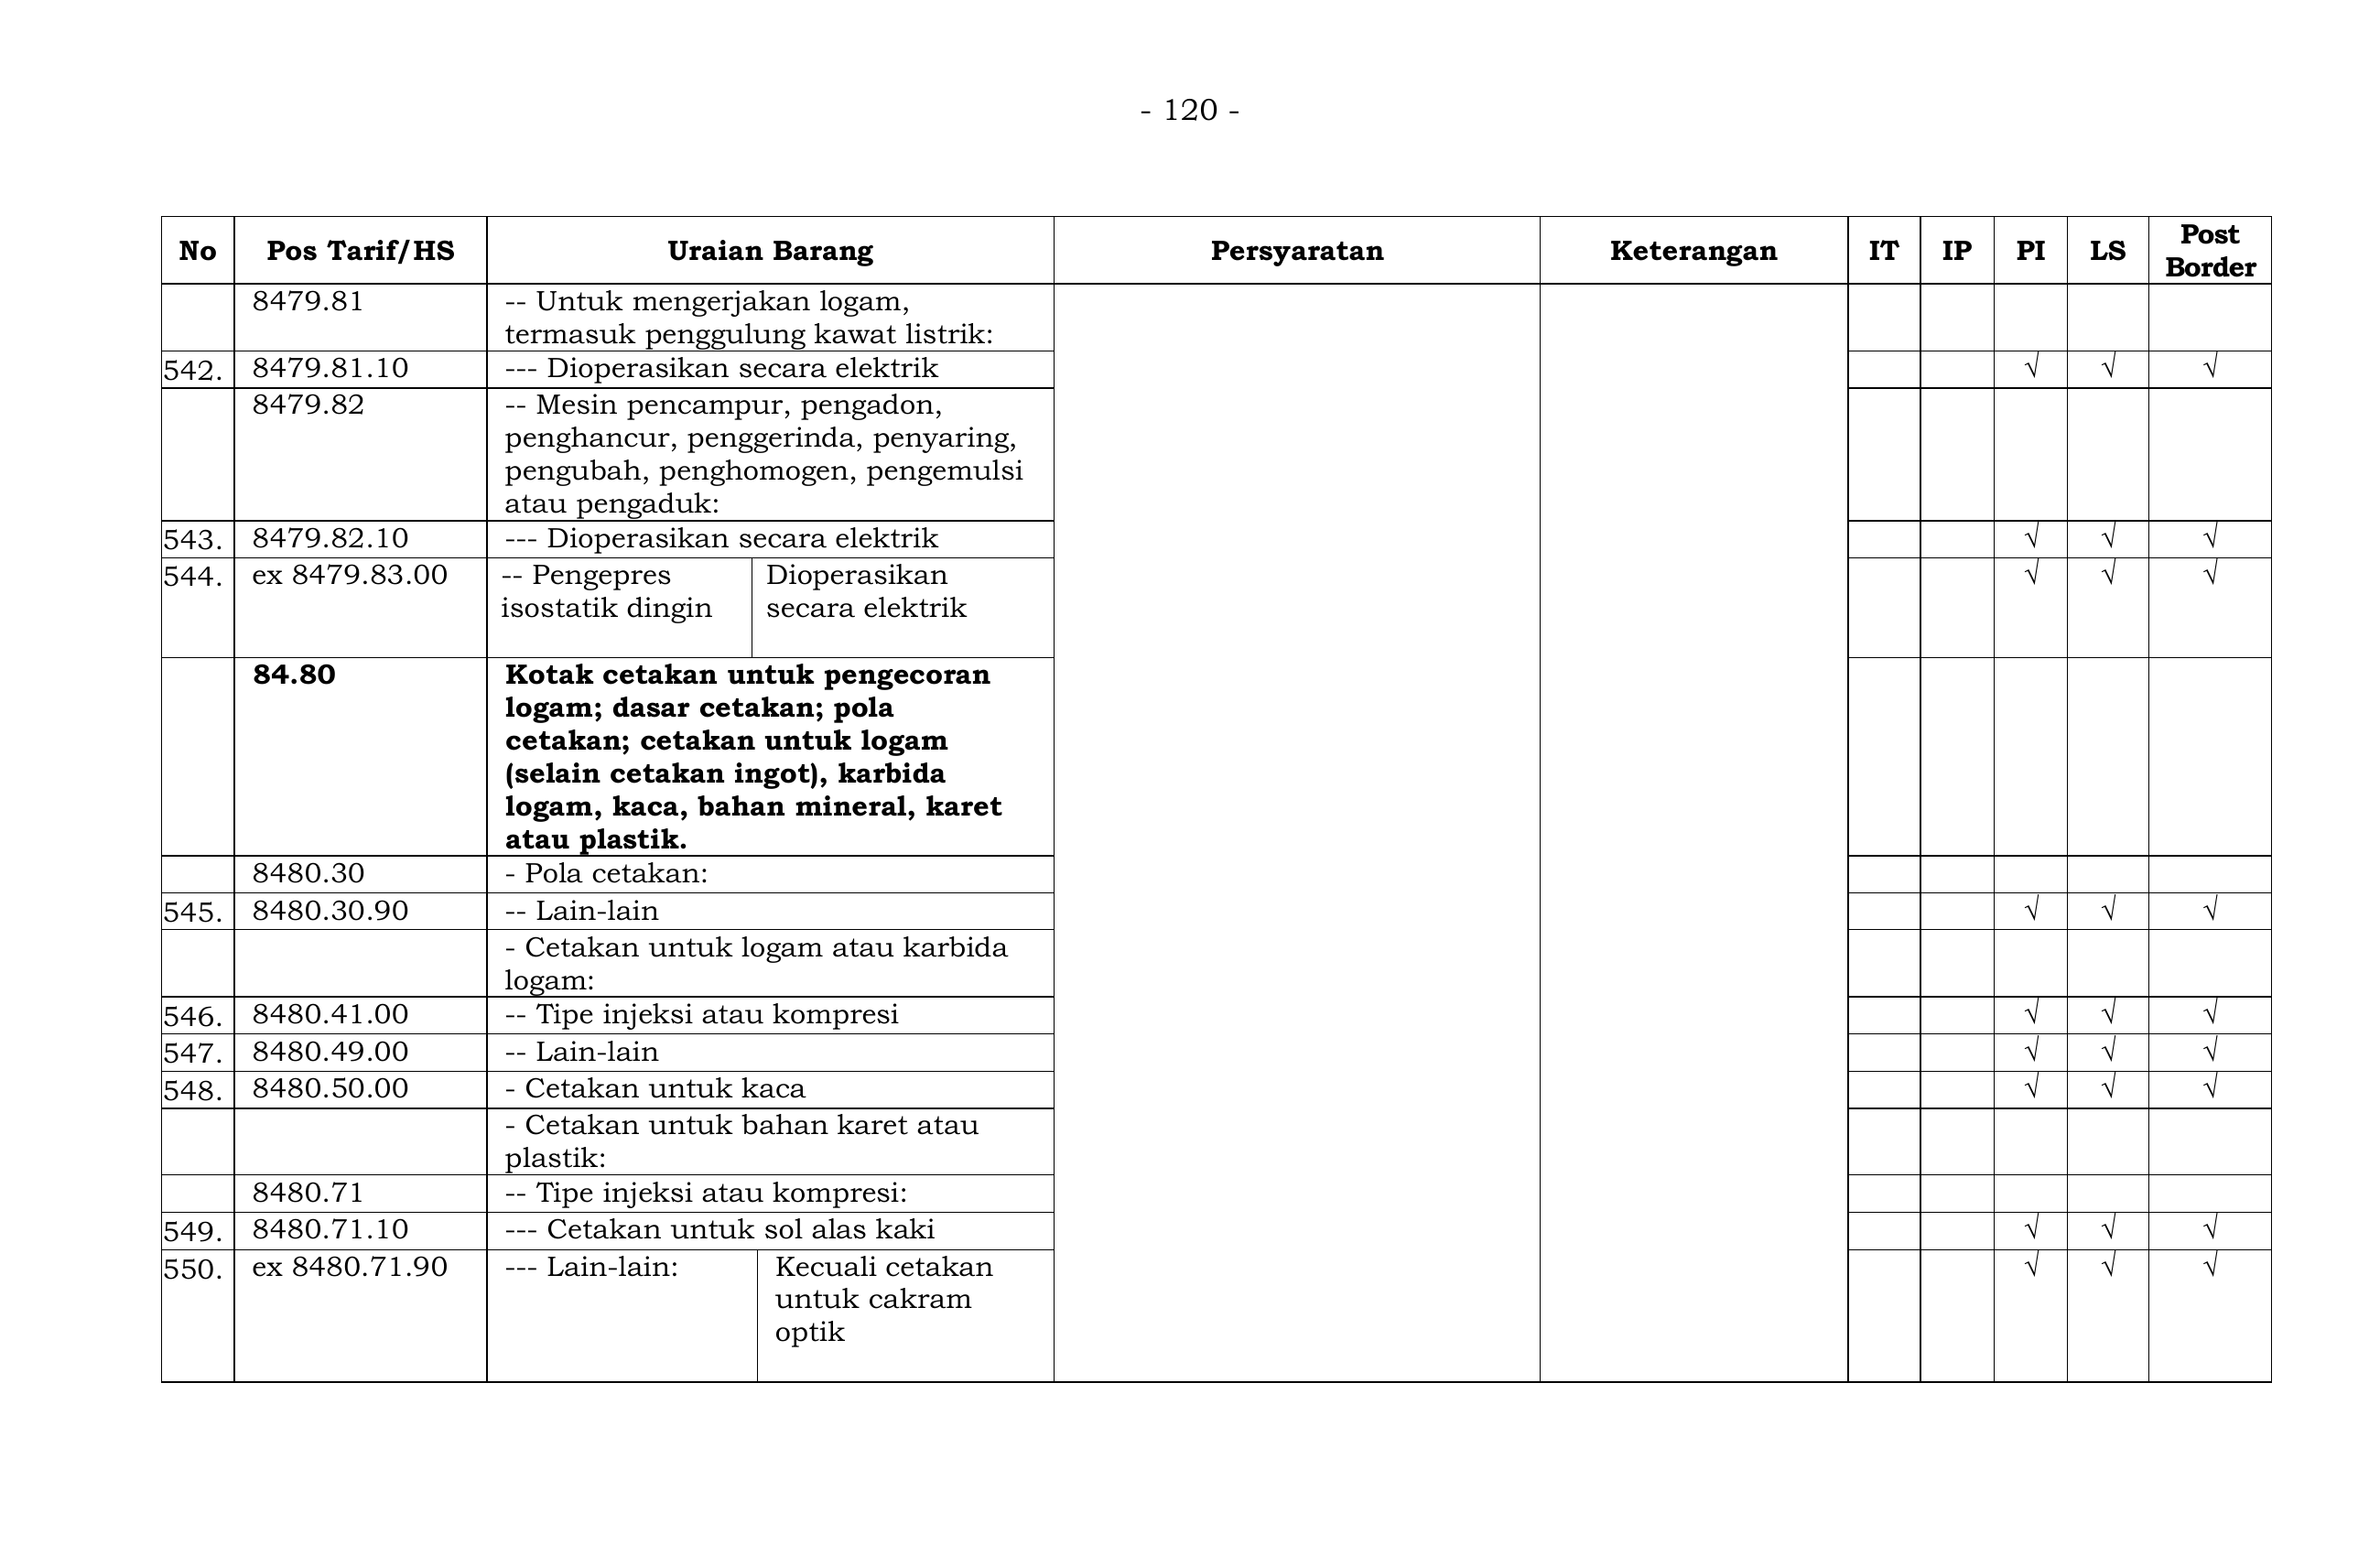 - 120 -
No Pos Tarif/HS Uraian Barang Persyaratan Keterangan IT IP PI LS Post Border
8479.81 -- Untuk mengerjakan logam,
termasuk penggulung kawat listrik:
542. 8479.81.10 --- Dioperasikan secara elektrik √ √ √
8479.82 -- Mesin pencampur, pengadon,
penghancur, penggerinda, penyaring,
pengubah, penghomogen, pengemulsi
atau pengaduk:
543. 8479.82.10 --- Dioperasikan secara elektrik √ √ √
544. ex 8479.83.00 -- Pengepres Dioperasikan √ √ √
isostatik dingin secara elektrik
84.80 Kotak cetakan untuk pengecoran
logam; dasar cetakan; pola
cetakan; cetakan untuk logam
(selain cetakan ingot), karbida
logam, kaca, bahan mineral, karet
atau plastik.
8480.30 - Pola cetakan:
545. 8480.30.90 -- Lain-lain √ √ √
- Cetakan untuk logam atau karbida
logam:
546. 8480.41.00 -- Tipe injeksi atau kompresi √ √ √
547. 8480.49.00 -- Lain-lain √ √ √
548. 8480.50.00 - Cetakan untuk kaca √ √ √
- Cetakan untuk bahan karet atau
plastik:
8480.71 -- Tipe injeksi atau kompresi:
549. 8480.71.10 --- Cetakan untuk sol alas kaki √ √ √
550. ex 8480.71.90 --- Lain-lain: Kecuali cetakan √ √ √
untuk cakram
optik